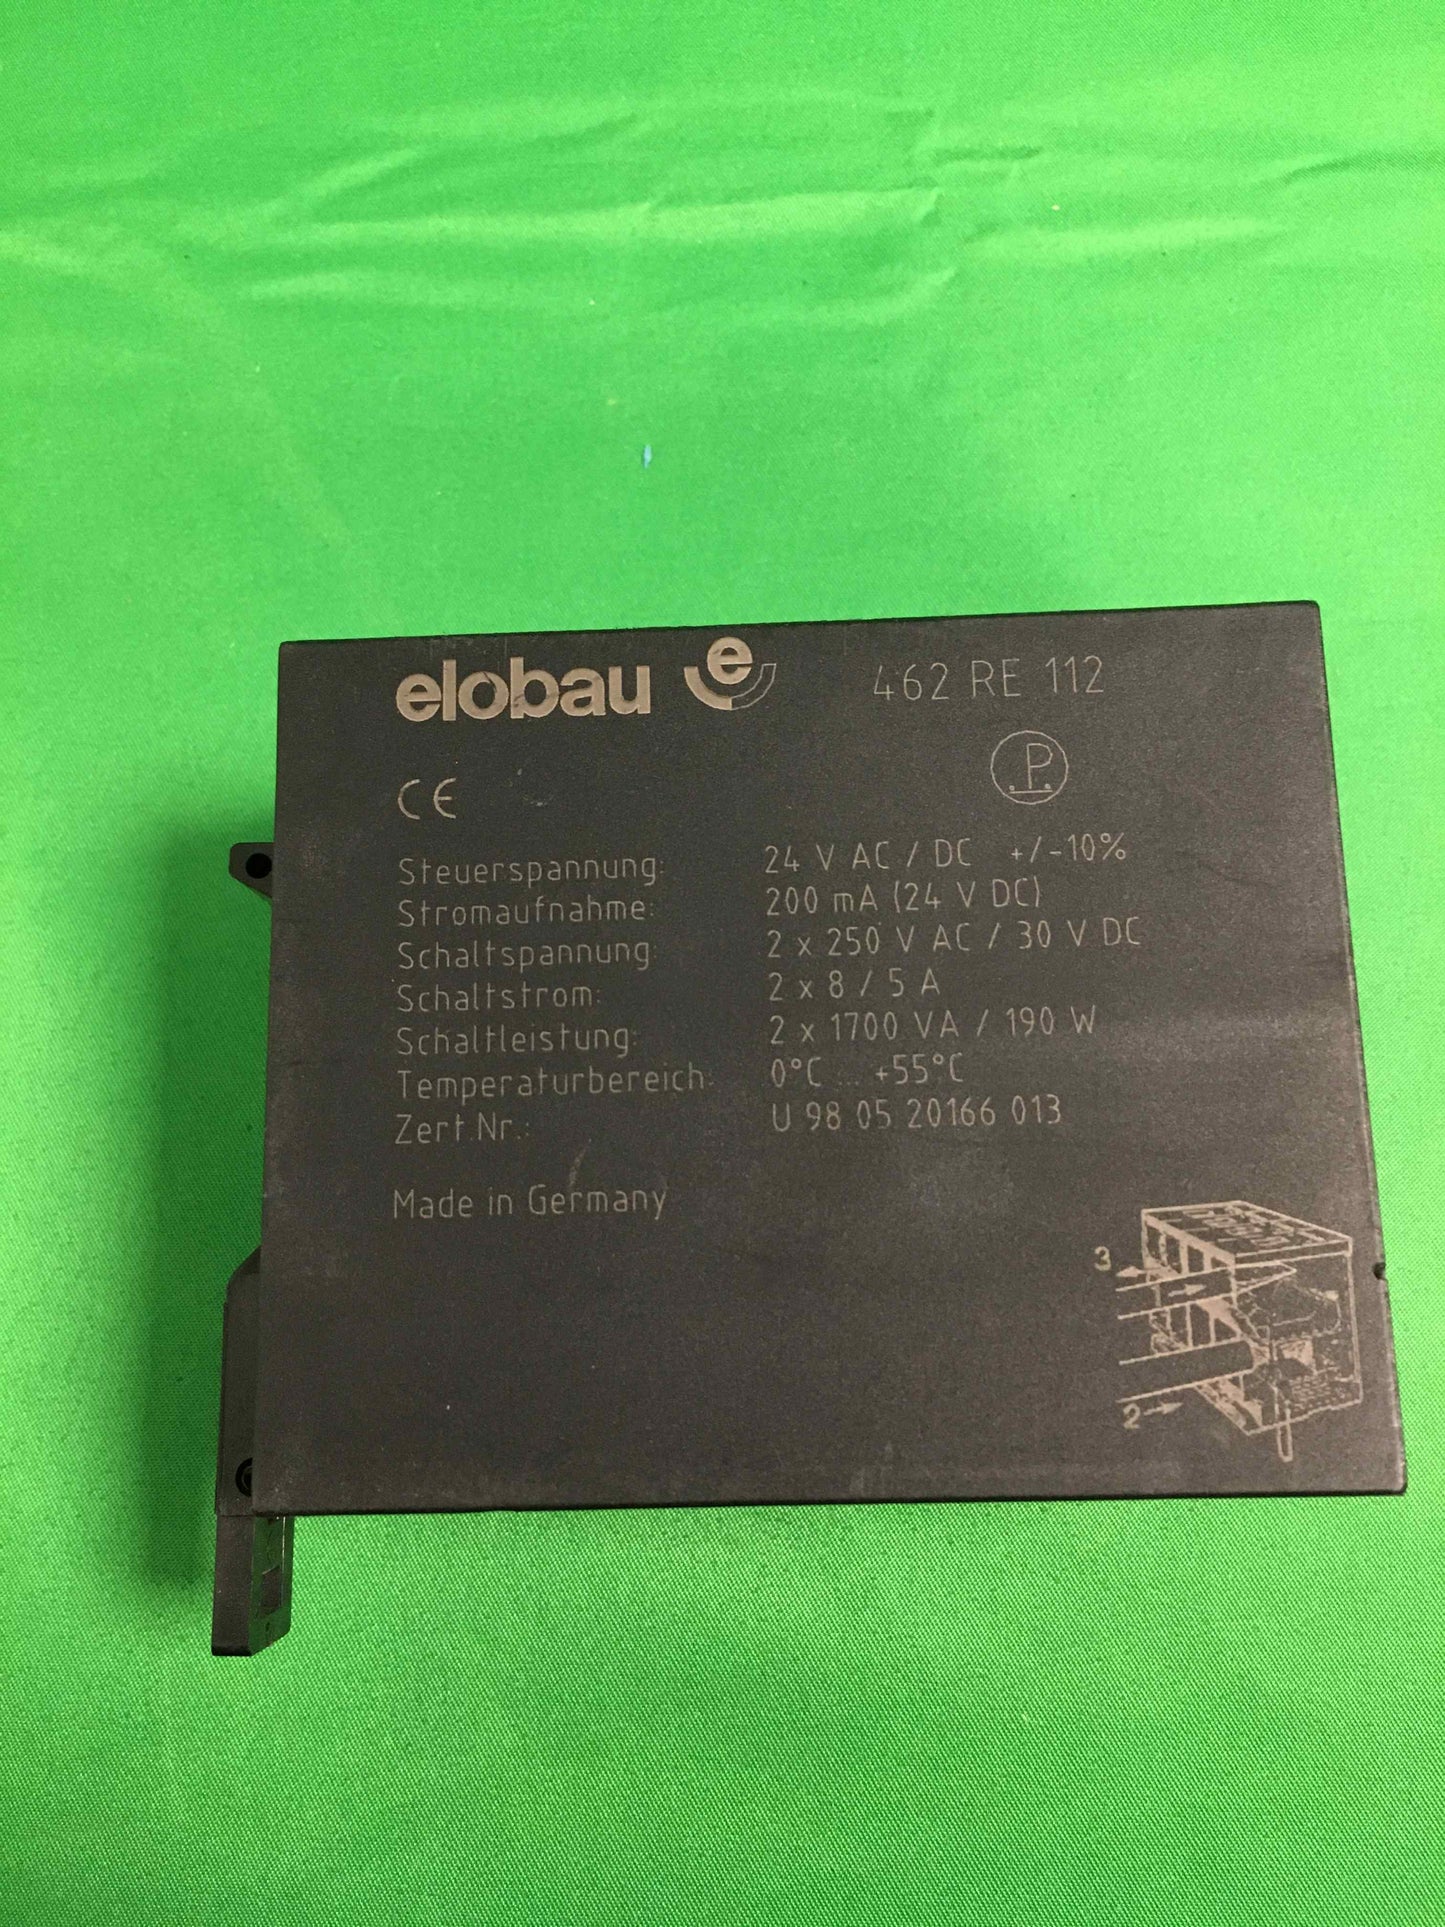 elobau e 462 RE 112
P
CE
Steuerspannung: 24 V AC / DC +/-10%
Stromaufnahme: 200 mA (24 V DC)
Schaltspannung: 2 x 250 V AC / 30 V DC
Schaltstrom: 2 x 8 / 5 A
Schaltleistung: 2 x 1700 VA / 190 W
Temperaturbereich: 0°C ... +55°C
Zert.Nr.: U 98 05 20166 013
Made in Germany
3
2